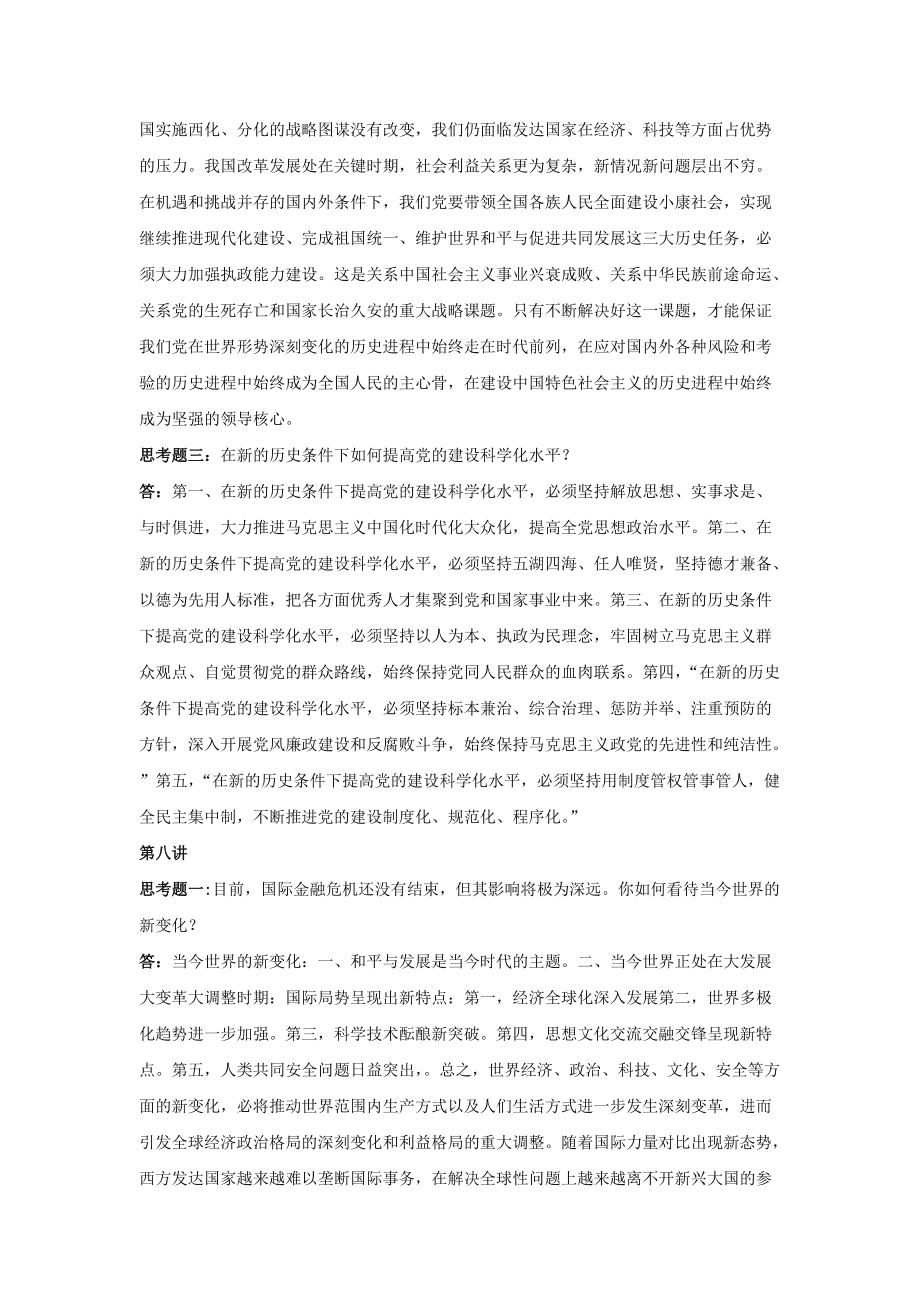 国实施西化、分化的战略图谋没有改变，我们仍面临发达国家在经济、科技等方面占优势
的压力。我国改革发展处在关键时期，社会利益关系更为复杂，新情况新问题层出不穷。
在机遇和挑战并存的国内外条件下，我们党要带领全国各族人民全面建设小康社会，实现
继续推进现代化建设、完成祖国统一、维护世界和平与促进共同发展这三大历史任务，必
须大力加强执政能力建设。这是关系中国社会主义事业兴衰成败、关系中华民族前途命运、
关系党的生死存亡和国家长治久安的重大战略课题。只有不断解决好这一课题，才能保证
我们党在世界形势深刻变化的历史进程中始终走在时代前列，在应对国内外各种风险和考
验的历史进程中始终成为全国人民的主心骨，在建设中国特色社会主义的历史进程中始终
成为坚强的领导核心。
思考题三：在新的历史条件下如何提高党的建设科学化水平？
答：第一、在新的历史条件下提高党的建设科学化水平，必须坚持解放思想、实事求是、
与时俱进，大力推进马克思主义中国化时代化大众化，提高全党思想政治水平。第二、在
新的历史条件下提高党的建设科学化水平，必须坚持五湖四海、任人唯贤，坚持德才兼备、
以德为先用人标准，把各方面优秀人才集聚到党和国家事业中来。第三、在新的历史条件
下提高党的建设科学化水平，必须坚持以人为本、执政为民理念，牢固树立马克思主义群
众观点、自觉贯彻党的群众路线，始终保持党同人民群众的血肉联系。第四，“在新的历史
条件下提高党的建设科学化水平，必须坚持标本兼治、综合治理、惩防并举、注重预防的
方针，深入开展党风廉政建设和反腐败斗争，始终保持马克思主义政党的先进性和纯洁性。
”第五，“在新的历史条件下提高党的建设科学化水平，必须坚持用制度管权管事管人，健
全民主集中制，不断推进党的建设制度化、规范化、程序化。”
第八讲
思考题一:目前，国际金融危机还没有结束，但其影响将极为深远。你如何看待当今世界的
新变化？
答：当今世界的新变化：一、和平与发展是当今时代的主题。二、当今世界正处在大发展
大变革大调整时期：国际局势呈现出新特点：第一，经济全球化深入发展第二，世界多极
化趋势进一步加强。第三，科学技术酝酿新突破。第四，思想文化交流交融交锋呈现新特
点。第五，人类共同安全问题日益突出，。总之，世界经济、政治、科技、文化、安全等方
面的新变化，必将推动世界范围内生产方式以及人们生活方式进一步发生深刻变革，进而
引发全球经济政治格局的深刻变化和利益格局的重大调整。随着国际力量对比出现新态势，
西方发达国家越来越难以垄断国际事务，在解决全球性问题上越来越离不开新兴大国的参